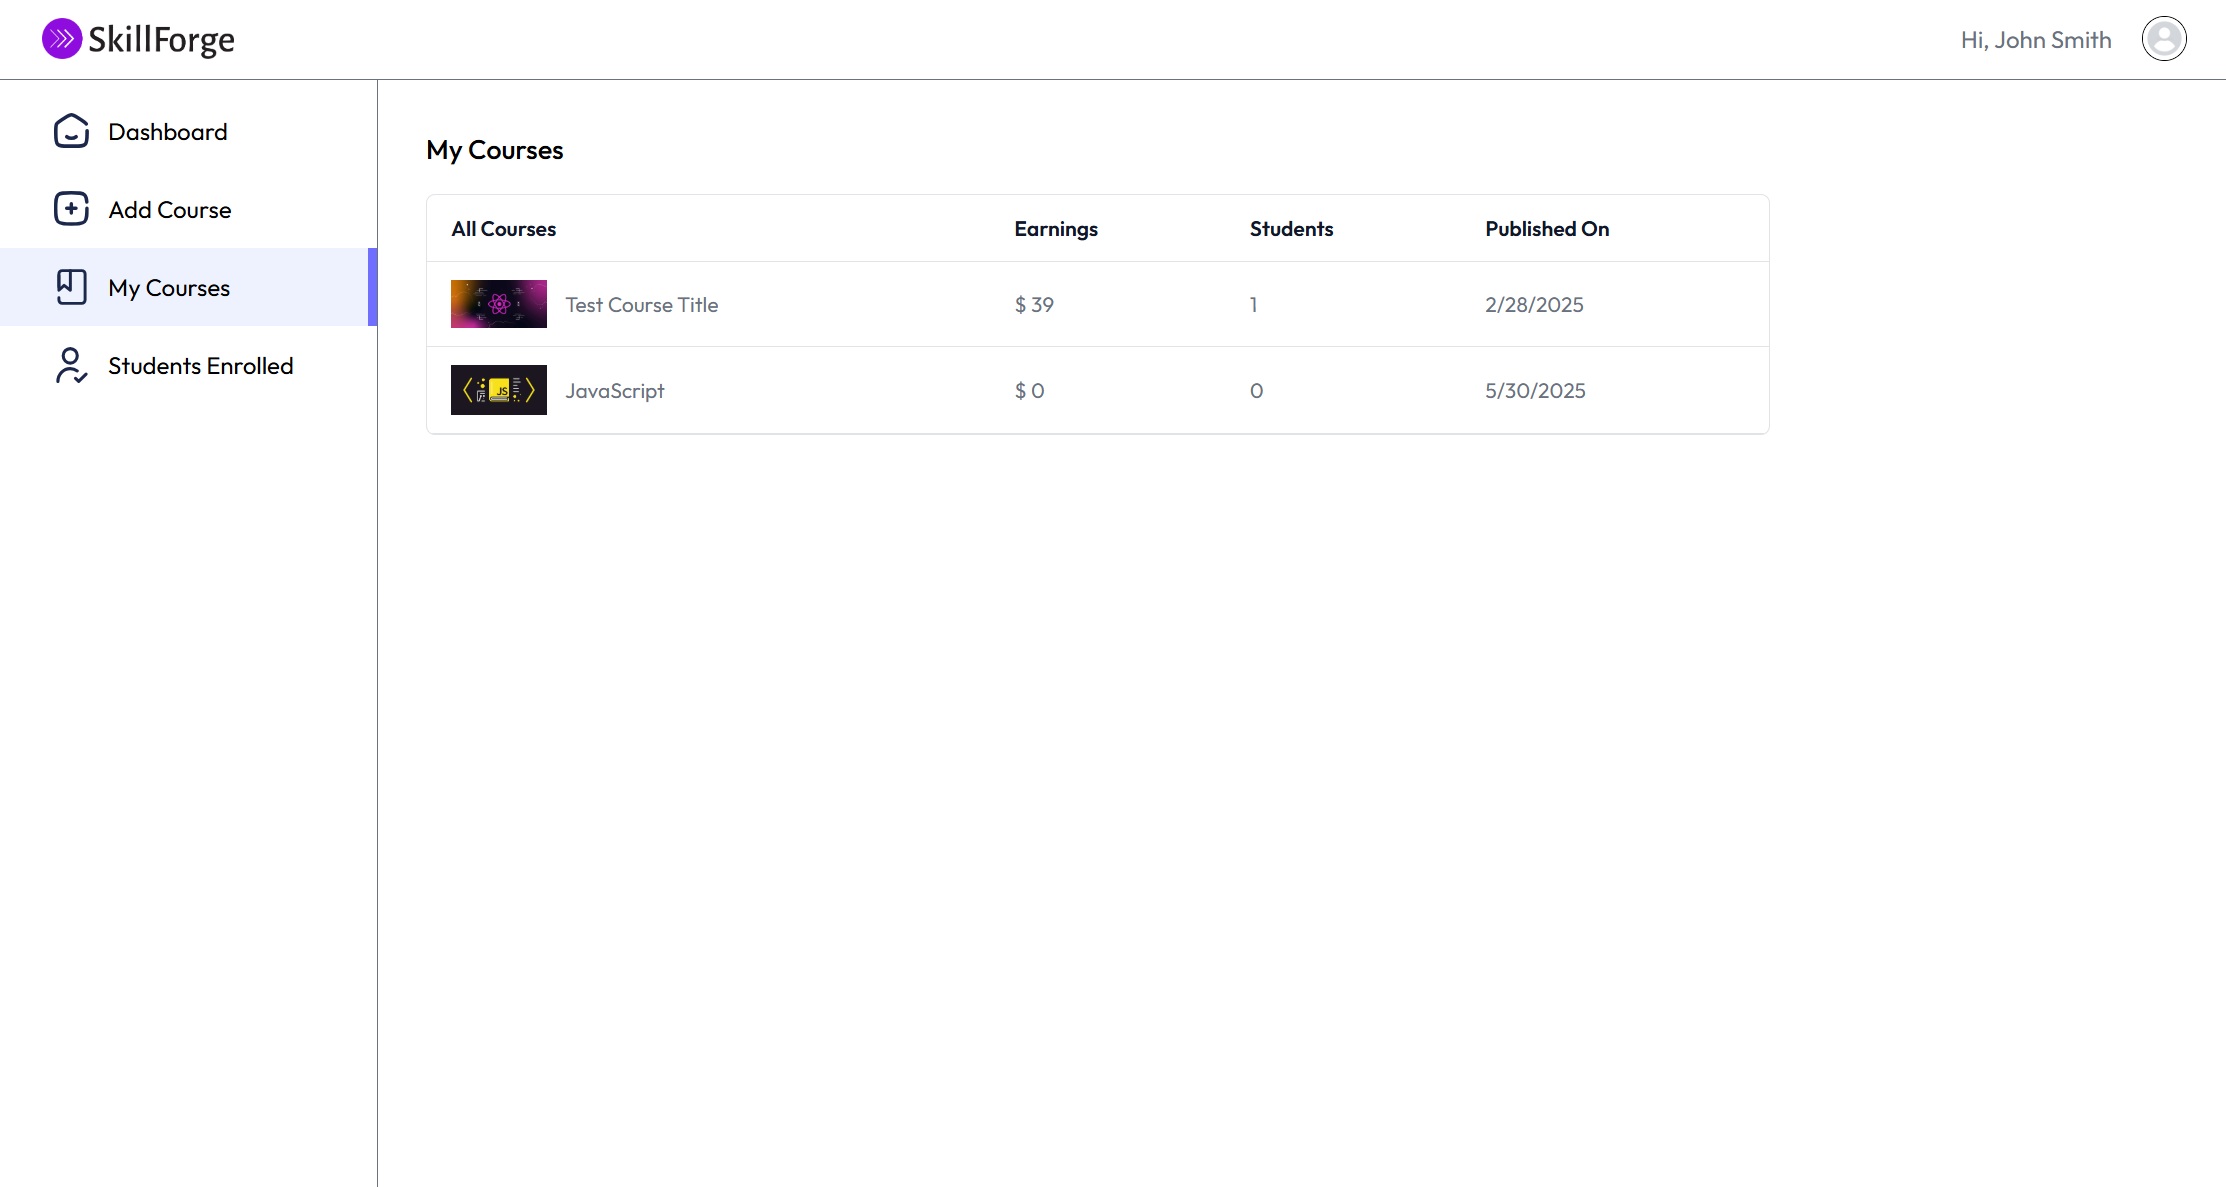 SkillForge
Hi, John Smith
Dashboard
Add Course
My Courses
Students Enrolled
My Courses
All Courses Earnings Students Published On
Test Course Title $ 39 1 2/28/2025
JS
JavaScript $ 0 0 5/30/2025